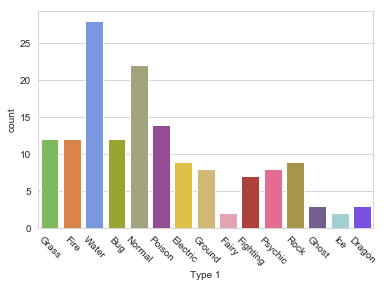 25
20
15
10
5
0
count
Grass
Fire
Water
Bug
Normal
Poison
Electric
Ground
Fairy
Fighting
Psychic
Rock
Ghost
Ice
Dragon
Type 1